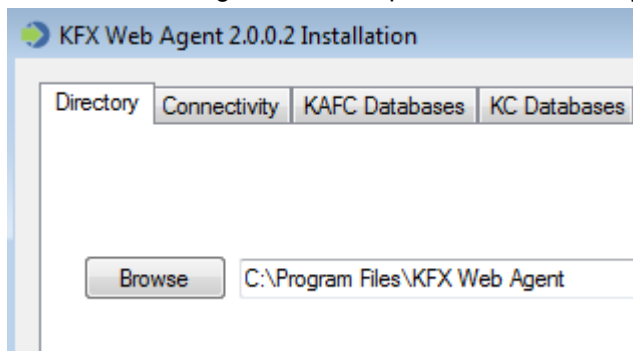 KFX Web Agent 2.0.0.2 Installation
Directory Connectivity KAFC Databases KC Databases
Browse C:\Program Files\KFX Web Agent